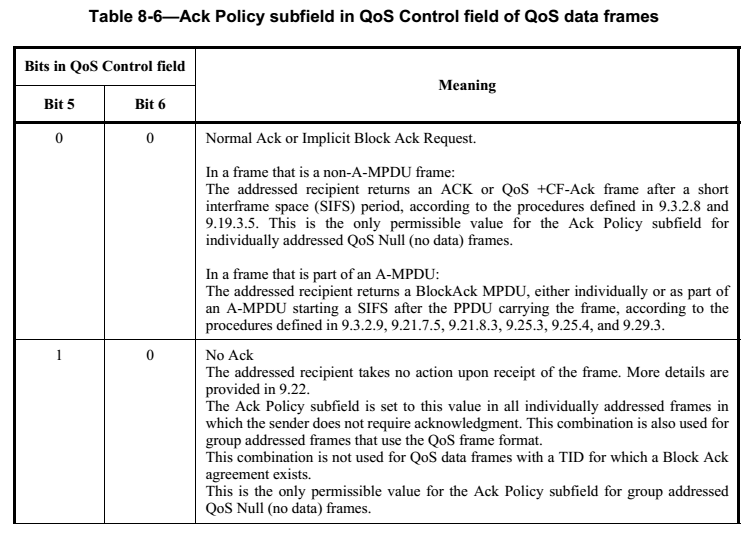 Table 8-6—Ack Policy subfield in QoS Control field of QoS data frames
Bits in QoS Control field
Meaning
Bit 5
Bit 6
0
0
Normal Ack or Implicit Block Ack Request.
In a frame that is a non-A-MPDU frame:
The addressed recipient returns an ACK or QoS +CF-Ack frame after a short
interframe space (SIFS) period, according to the procedures defined in 9.3.2.8 and
9.19.3.5. This is the only permissible value for the Ack Policy subfield for
individually addressed QoS Null (no data) frames.
In a frame that is part of an A-MPDU:
The addressed recipient returns a BlockAck MPDU, either individually or as part of
an A-MPDU starting a SIFS after the PPDU carrying the frame, according to the
procedures defined in 9.3.2.9, 9.21.7.5, 9.21.8.3, 9.25.3, 9.25.4, and 9.29.3.
1
0
No Ack
The addressed recipient takes no action upon receipt of the frame. More details are
provided in 9.22.
The Ack Policy subfield is set to this value in all individually addressed frames in
which the sender does not require acknowledgment. This combination is also used for
group addressed frames that use the QoS frame format.
This combination is not used for QoS data frames with a TID for which a Block Ack
agreement exists.
This is the only permissible value for the Ack Policy subfield for group addressed
QoS Null (no data) frames.